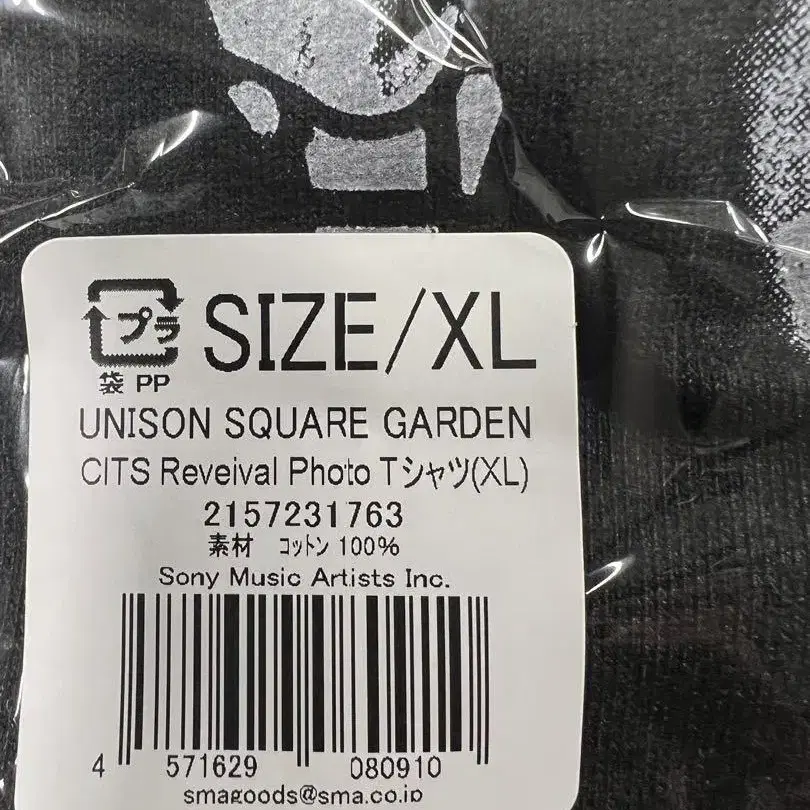 プラ
SIZE/XL
袋 PP
UNISON SQUARE GARDEN
CITS Reveival Photo Tシャツ(XL)
2157231763
素材 コットン 100%
Sony Music Artists Inc.
4 571629 080910
smagoods@sma.co.jp